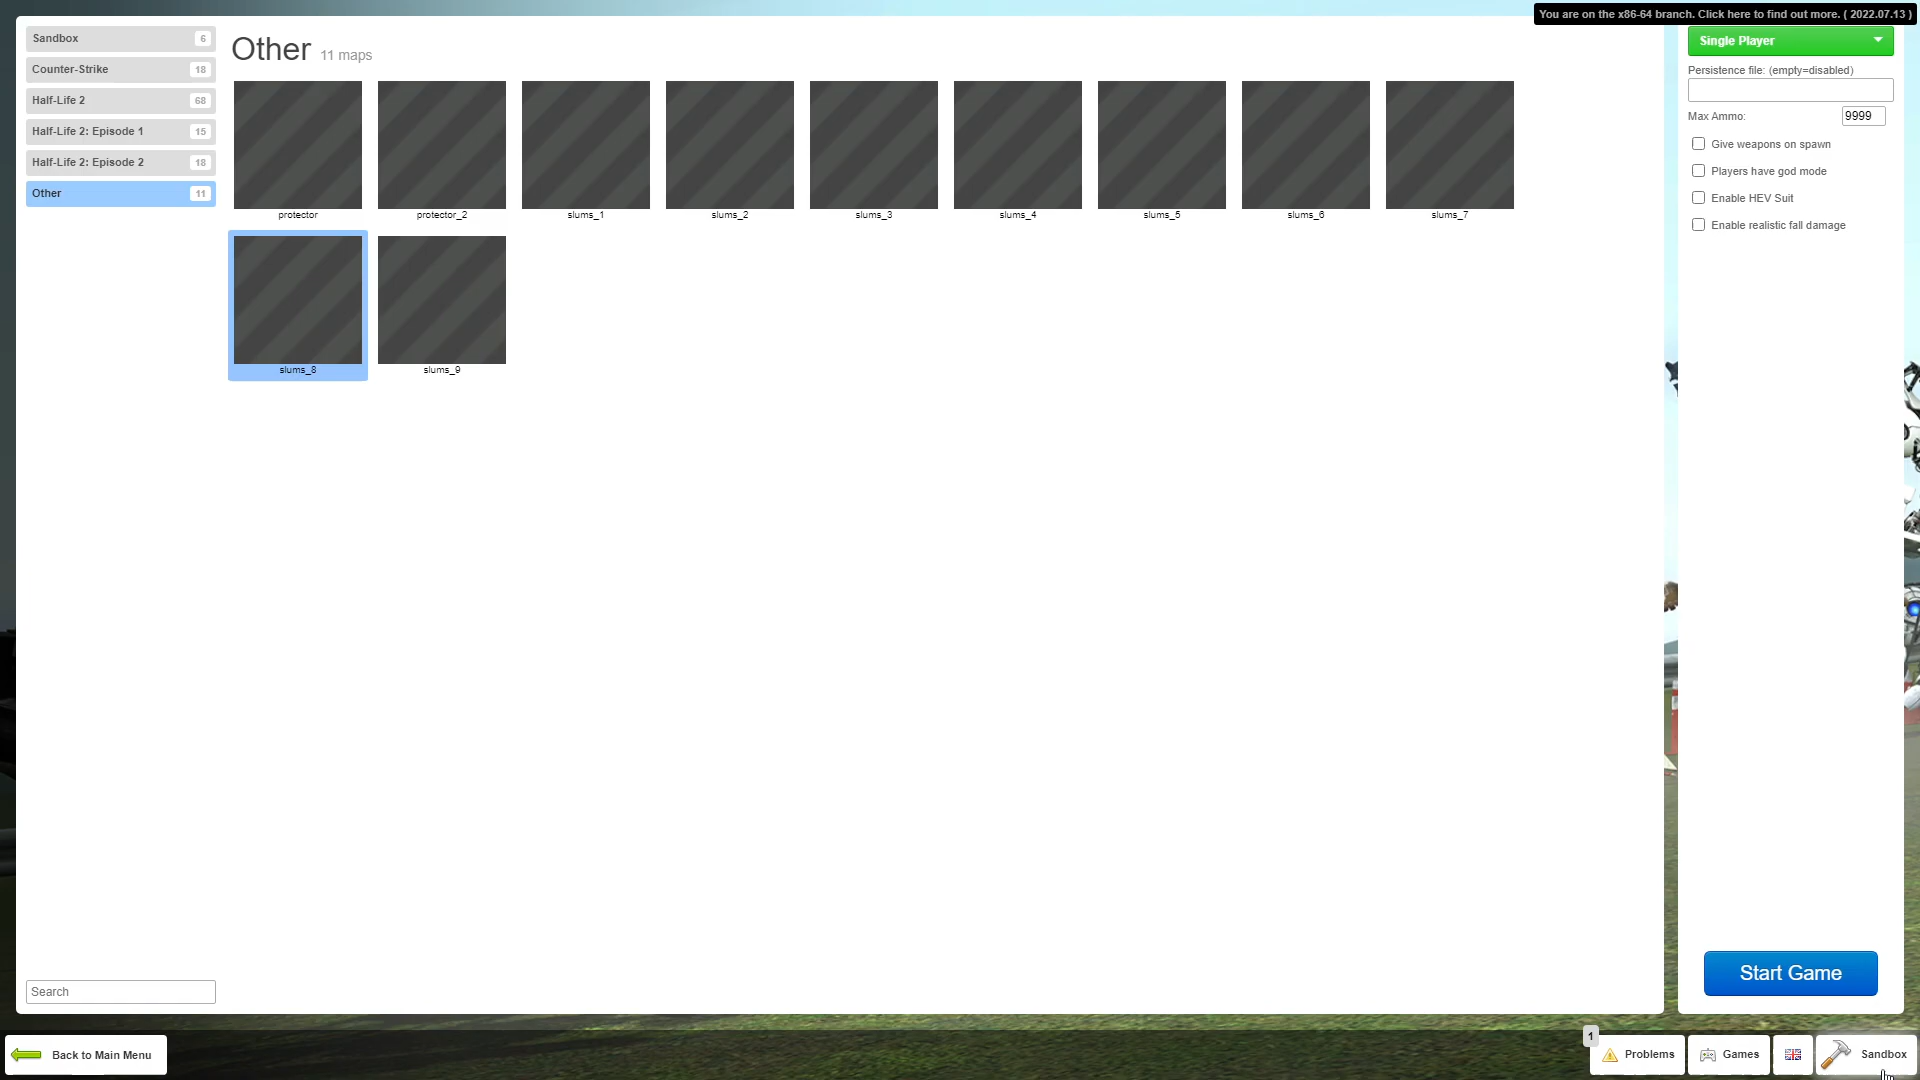 You are on the x86-64 branch. Click here to find out more. ( 2022.07.13 )
Sandbox 6
Counter-Strike 18
Half-Life 2 68
Half-Life 2: Episode 1 15
Half-Life 2: Episode 2 18
Other 11
Search
Other 11 maps
protector
protector_2
slums_1
slums_2
slums_3
slums_4
slums_5
slums_6
slums_7
slums_8
slums_9
Single Player
Persistence file: (empty=disabled)
Max Ammo: 9999
Give weapons on spawn
Players have god mode
Enable HEV Suit
Enable realistic fall damage
Start Game
Back to Main Menu
1
Problems
Games
Sandbox